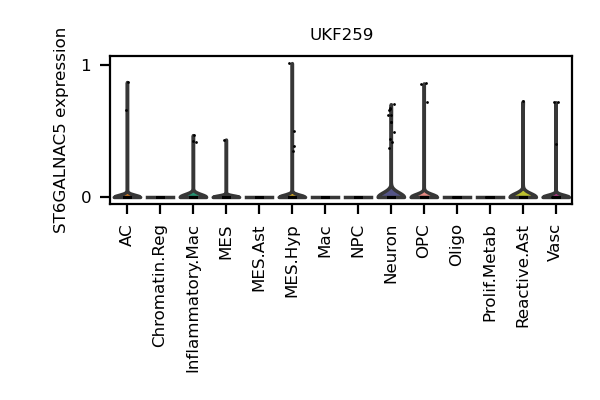 UKF259
ST6GALNAC5 expression
1
0
AC
Chromatin.Reg
Inflammatory.Mac
MES
MES.Ast
MES.Hyp
Mac
NPC
Neuron
OPC
Oligo
Prolif.Metab
Reactive.Ast
Vasc